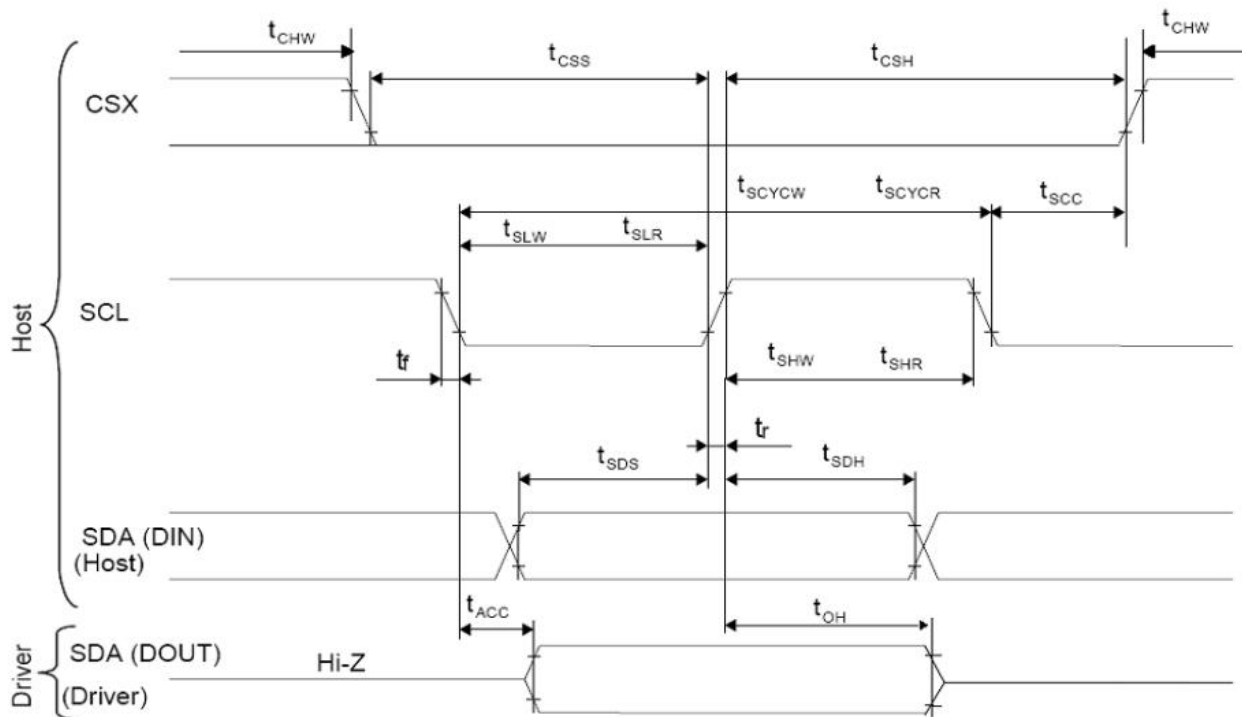 tCHW
tCHW
tCSS
tCSH
CSX
tSCYCW tSCYCR
tSCC
tSLW tSLR
SCL
Host
tf
tSHW tSHR
tr
tSDS
tSDH
SDA (DIN)
(Host)
tACC
tOH
SDA (DOUT)
Hi-Z
(Driver)
Driver